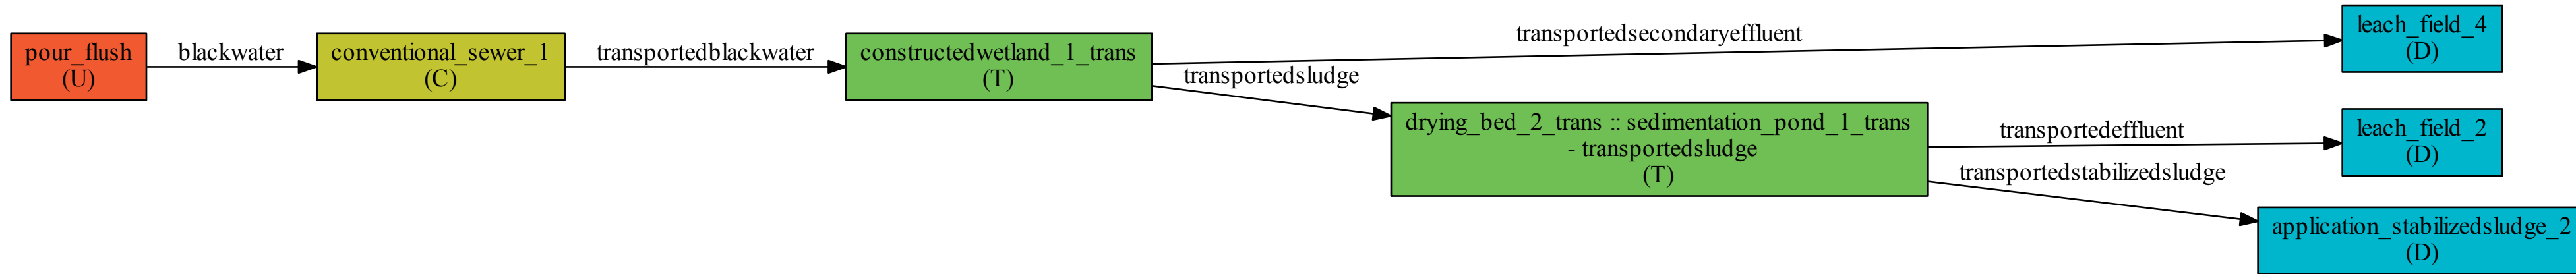 pour_flush
(U)
blackwater
conventional_sewer_1
(C)
transportedblackwater
constructedwetland_1_trans
(T)
transportedsecondaryeffluent
leach_field_4
(D)
transportedsludge
drying_bed_2_trans :: sedimentation_pond_1_trans
- transportedsludge
(T)
transportedeffluent
leach_field_2
(D)
transportedstabilizedsludge
application_stabilizedsludge_2
(D)